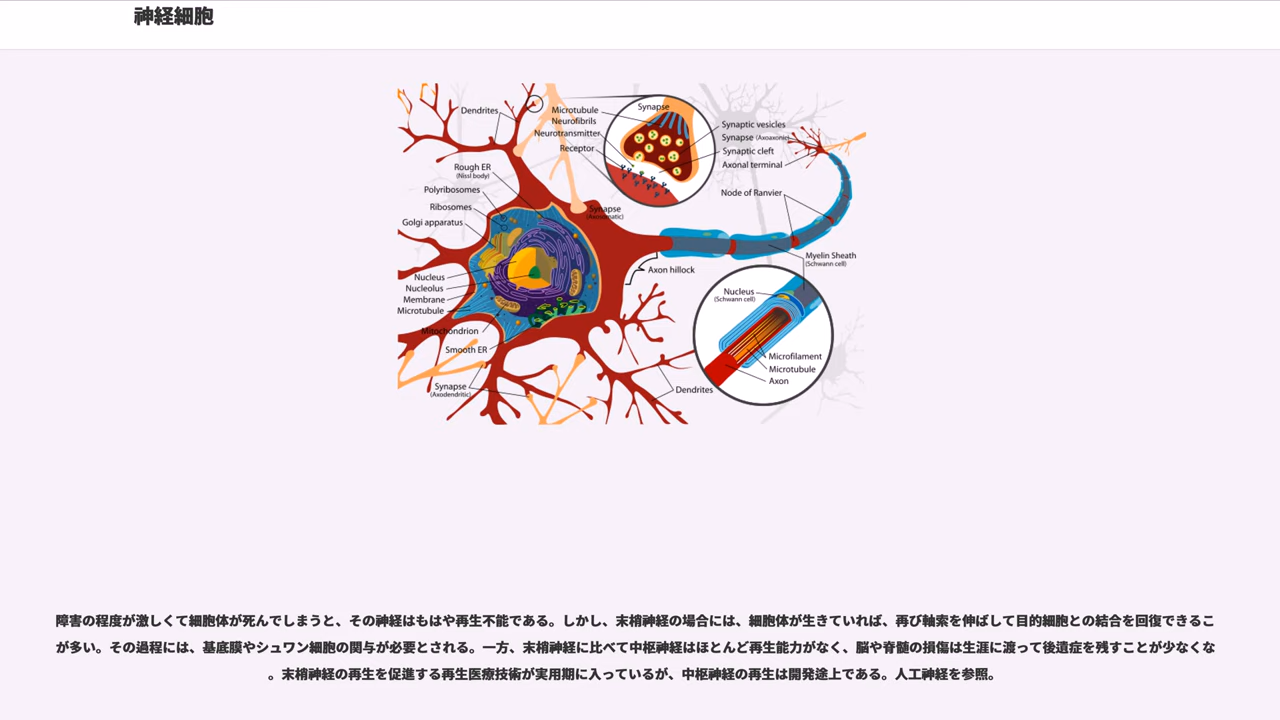 神経細胞
Dendrites
Microtubule
Neurofibrils
Neurotransmitter
Receptor
Synapse
Synaptic vesicles
Synapse (Axoaxonic)
Synaptic cleft
Axonal terminal
Rough ER
(Nissl body)
Polyribosomes
Ribosomes
Golgi apparatus
Synapse
(Axosomatic)
Node of Ranvier
Myelin Sheath
(Schwann cell)
Axon hillock
Nucleus
Nucleolus
Membrane
Microtubule
Mitochondrion
Smooth ER
Synapse
(Axodendritic)
Dendrites
Nucleus
(Schwann cell)
Microfilament
Microtubule
Axon
障害の程度が激しくて細胞体が死んでしまうと、その神経はもはや再生不能である。しかし、末梢神経の場合には、細胞体が生きていれば、再び軸索を伸ばして目的細胞との結合を回復できるこ
が多い。その過程には、基底膜やシュワン細胞の関与が必要とされる。一方、末梢神経に比べて中枢神経はほとんど再生能力がなく、脳や脊髄の損傷は生涯に渡って後遺症を残すことが少なくな
。末梢神経の再生を促進する再生医療技術が実用期に入っているが、中枢神経の再生は開発途上である。人工神経を参照。